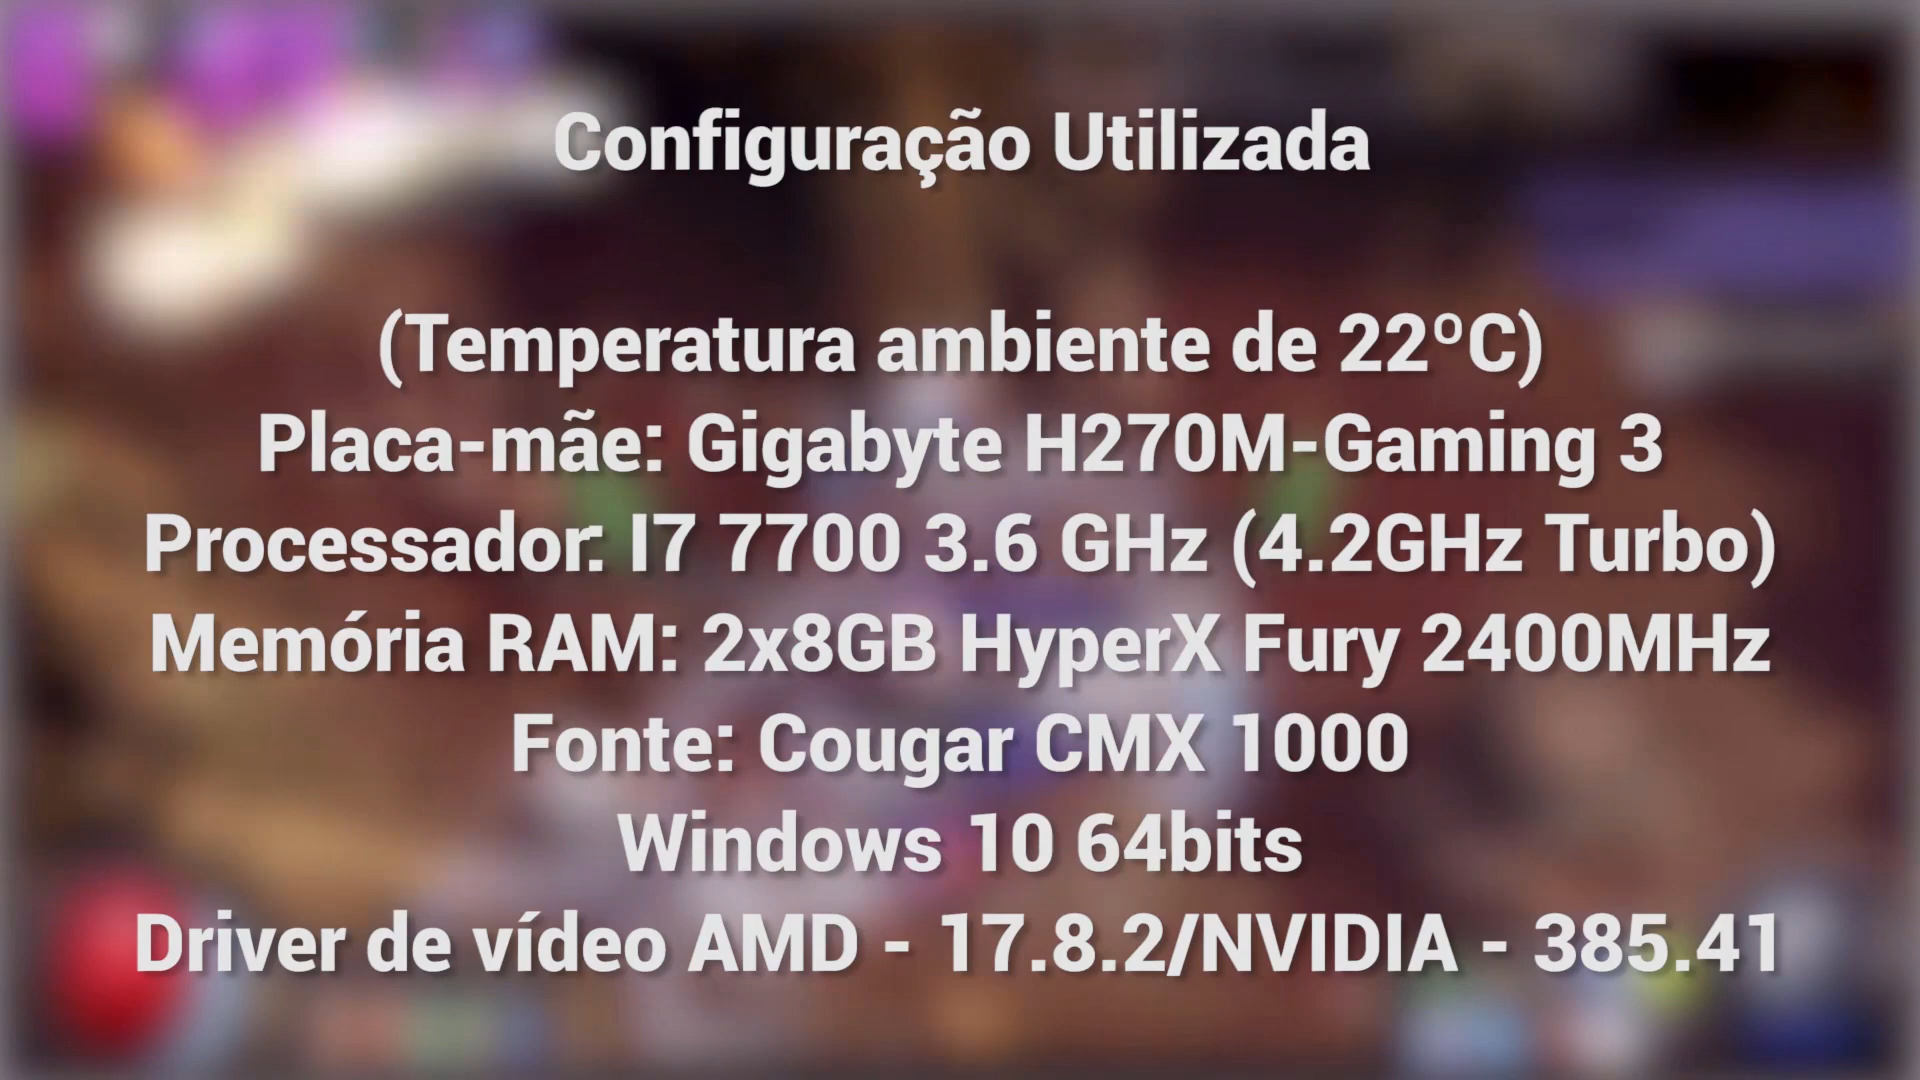 Configuração Utilizada
(Temperatura ambiente de 22ºC)
Placa-mãe: Gigabyte H270M-Gaming 3
Processador: I7 7700 3.6 GHz (4.2GHz Turbo)
Memória RAM: 2x8GB HyperX Fury 2400MHz
Fonte: Cougar CMX 1000
Windows 10 64bits
Driver de vídeo AMD - 17.8.2/NVIDIA - 385.41